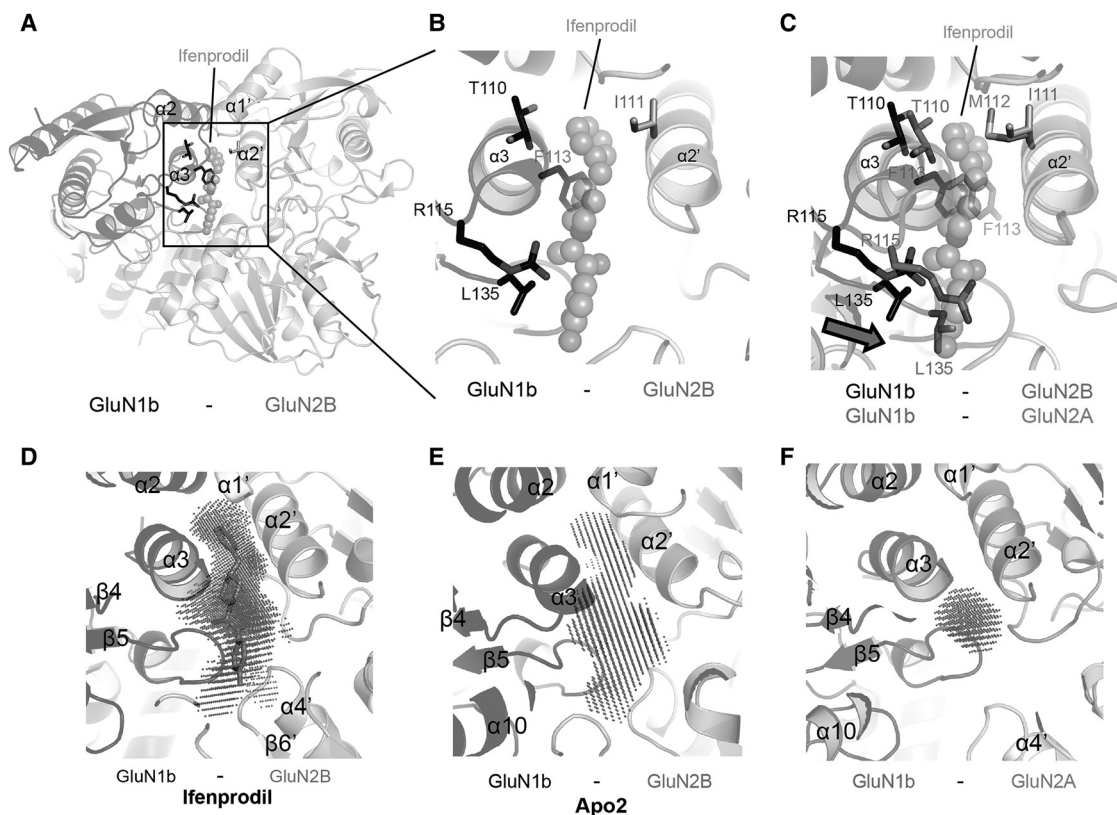 A
Ifenprodil
α2
α1’
α2’
α3
GluN1b - GluN2B
B
Ifenprodil
T110
I111
α3
F113
α2’
R115
L135
GluN1b - GluN2B
C
Ifenprodil
T110
T110
M112
I111
α3
α2’
F113
R115
F113
R115
L135
L135
GluN1b - GluN2B
GluN1b - GluN2A
D
α2
α1’
α2’
α3
β4
β5
α4’
β6’
GluN1b - GluN2B
Ifenprodil
E
α2
α1’
α2’
α3
β4
β5
α10
GluN1b - GluN2B
Apo2
F
α2
α1’
α2’
α3
β4
β5
α10
α4’
GluN1b - GluN2A